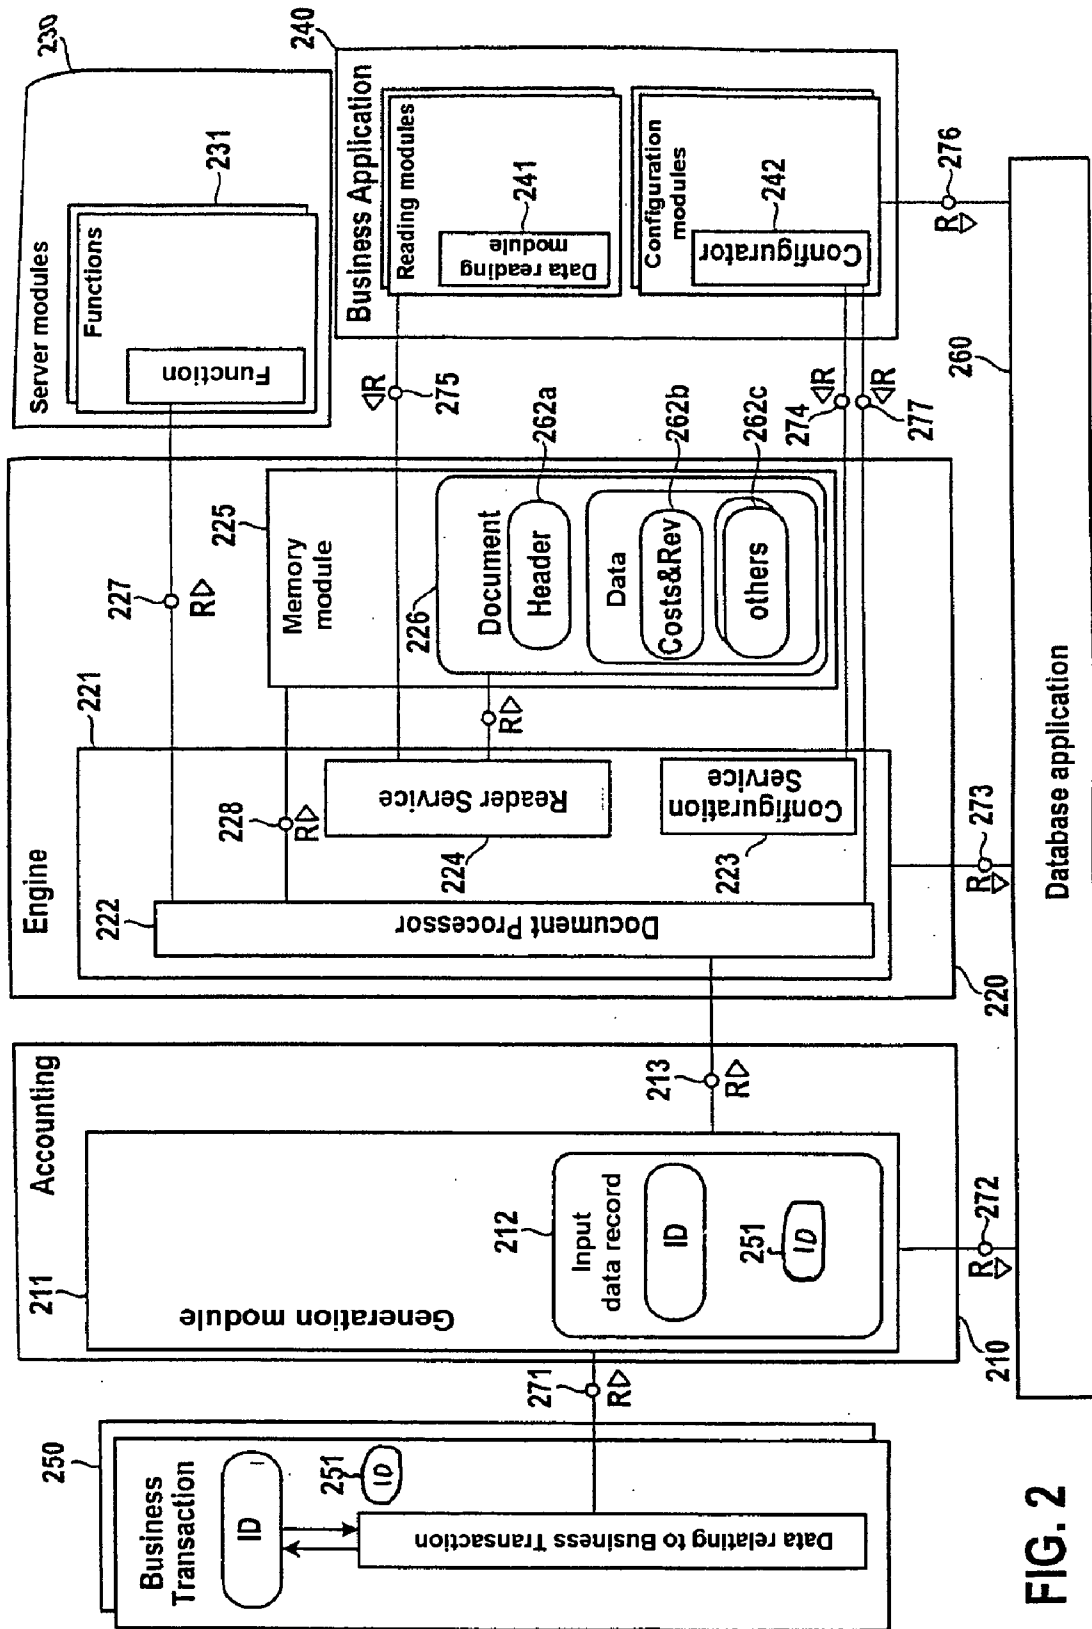 250
Business
Transaction
ID
251
ID
Data relating to Business Transaction
271
R
Accounting
211
Generation module
212
Input
data record
ID
251
ID
213
R
272
R
210
Engine
221
222
Document Processor
228
R
227
R
Reader Service
224
Configuration
Service
223
R
225
Memory
module
226
Document
Header
262a
Data
Costs&Rev
262b
others
262c
273
R
220
Server modules
230
Functions
231
Function
240
Business Application
Reading modules
Data reading
module
241
R
275
Configuration
modules
Configurator
242
R
274
R
277
276
R
260
Database application
FIG. 2